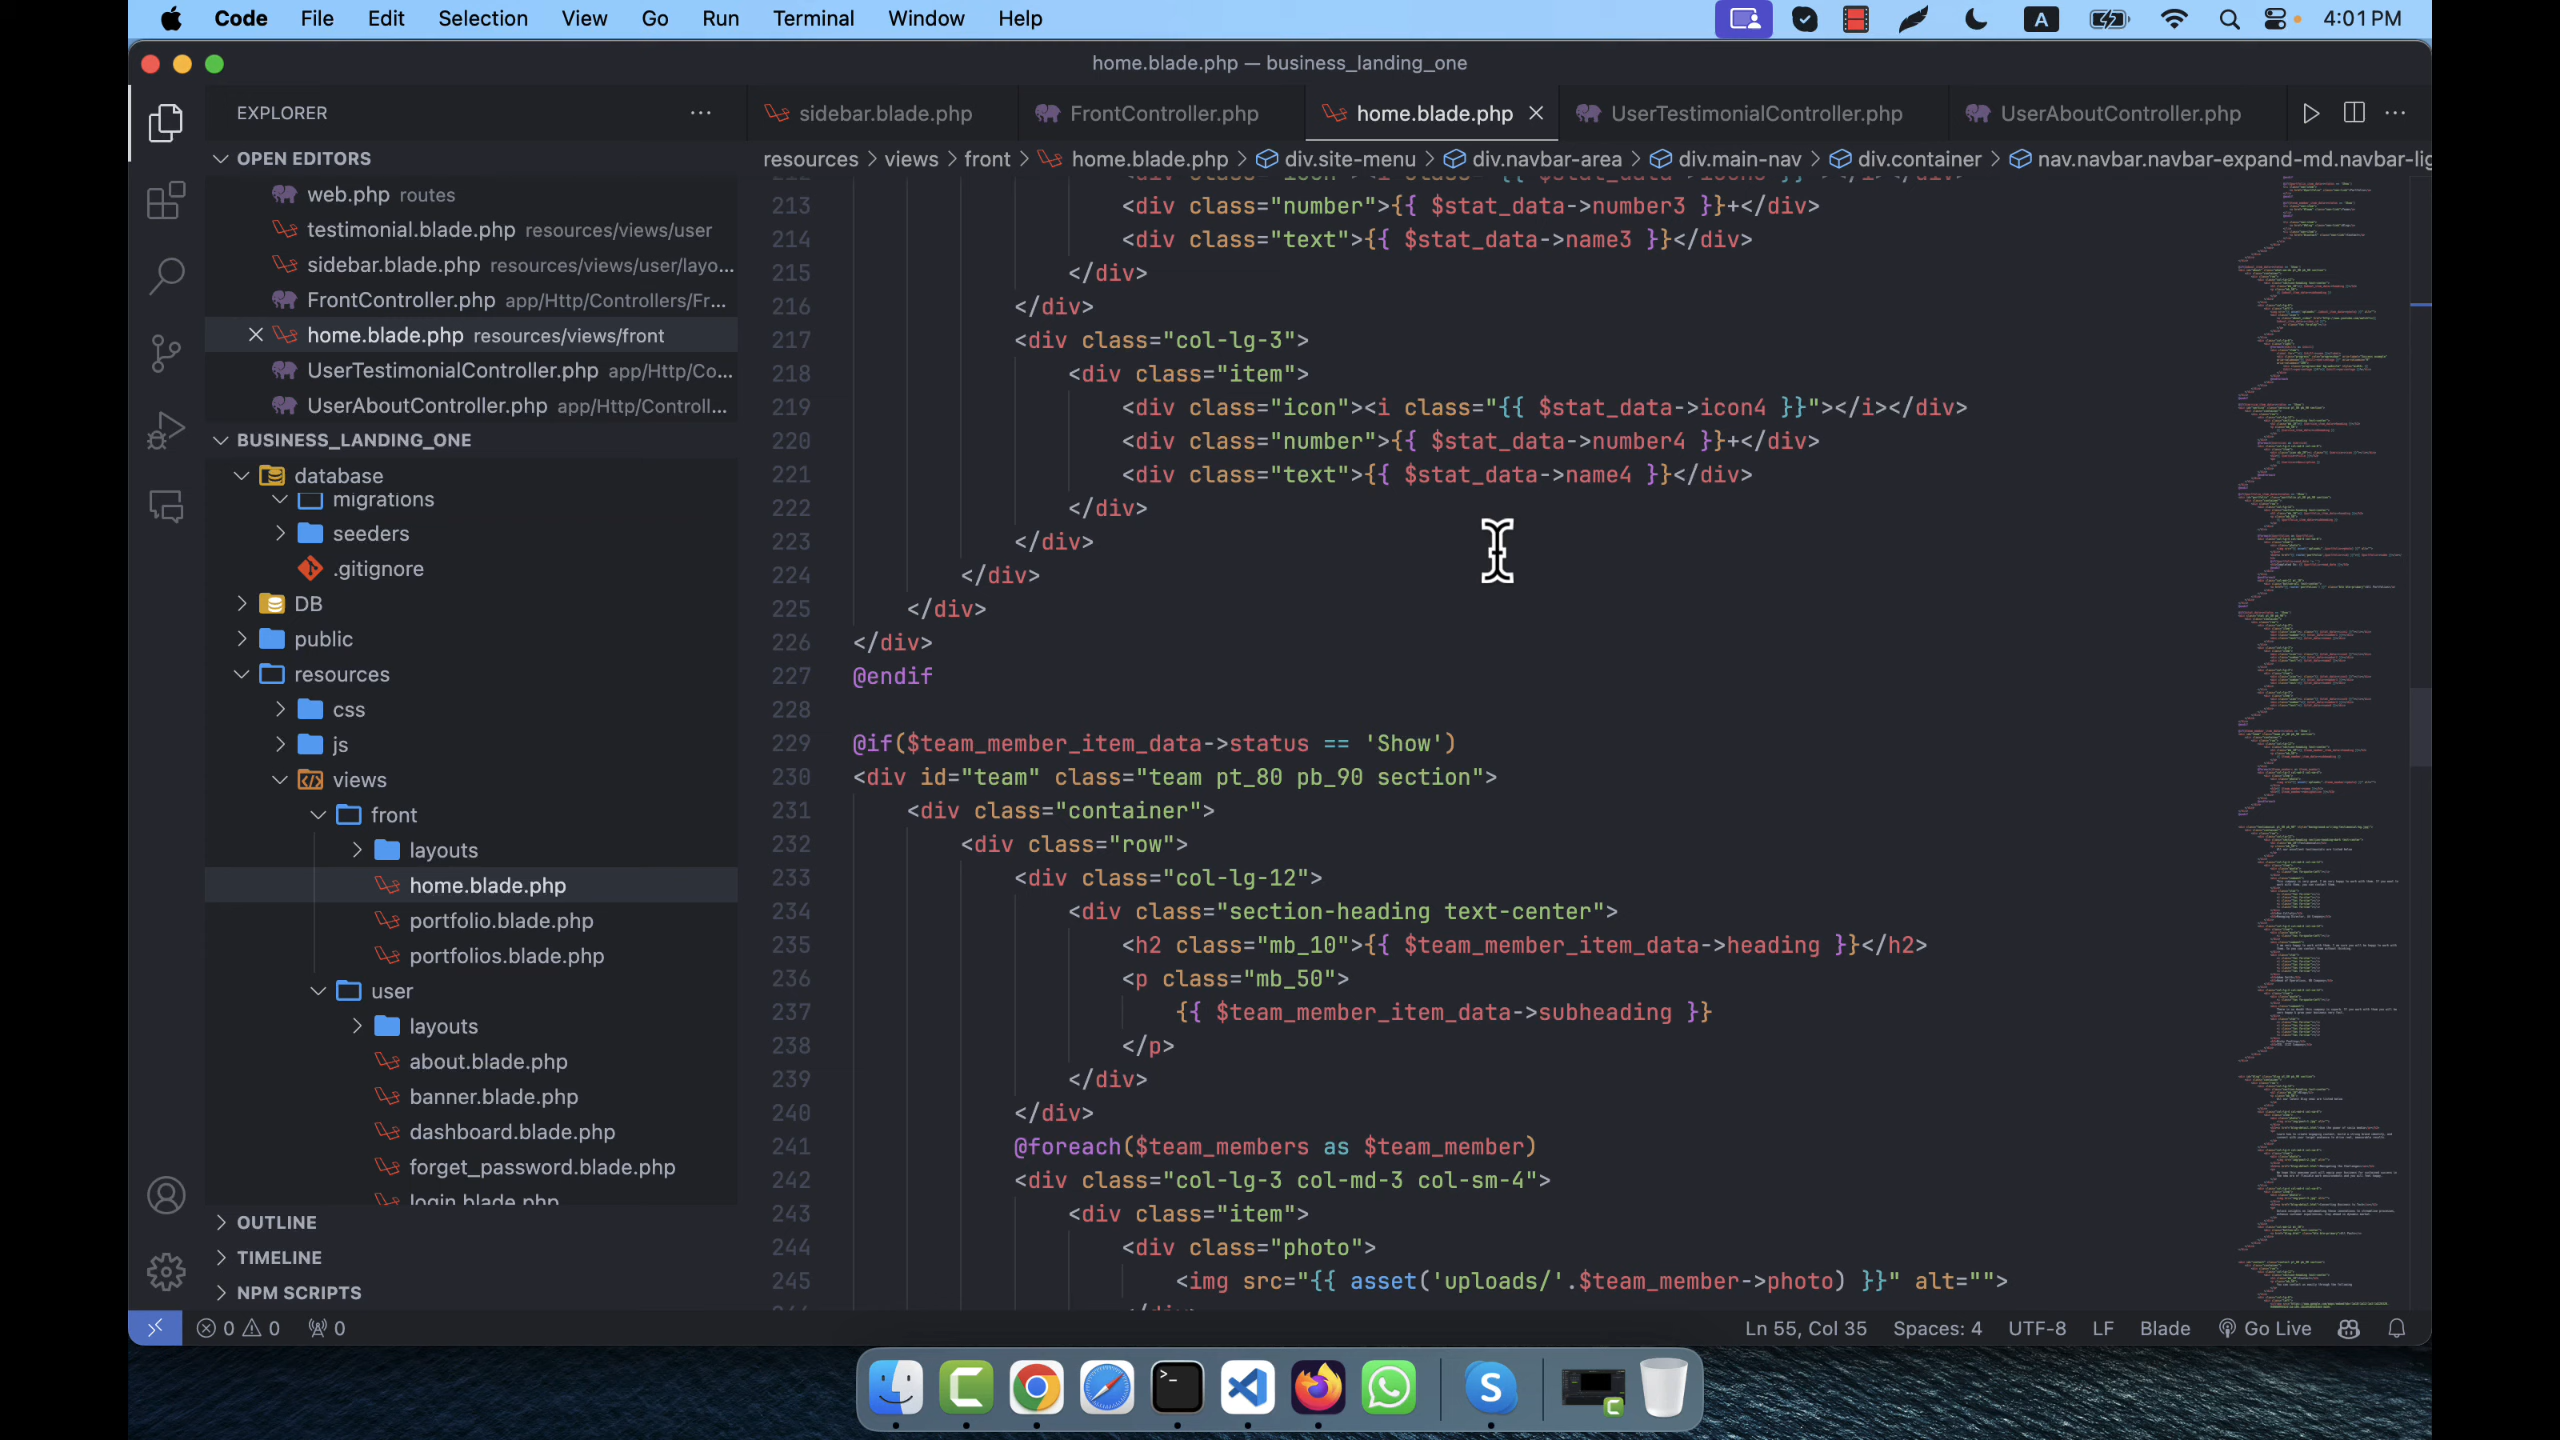 Code File Edit Selection View Go Run Terminal Window Help
A
4:01 PM
home.blade.php — business_landing_one
EXPLORER
sidebar.blade.php
FrontController.php
home.blade.php
UserTestimonialController.php
UserAboutController.php
resources > views > front > home.blade.php > div.site-menu > div.navbar-area > div.main-nav > div.container > nav.navbar.navbar-expand-md.navbar-lig
OPEN EDITORS
web.php routes
testimonial.blade.php resources/views/user
sidebar.blade.php resources/views/user/layo...
FrontController.php app/Http/Controllers/Fr...
home.blade.php resources/views/front
UserTestimonialController.php app/Http/Co...
UserAboutController.php app/Http/Controll...
BUSINESS_LANDING_ONE
database
migrations
seeders
.gitignore
DB
public
resources
css
js
views
front
layouts
home.blade.php
portfolio.blade.php
portfolios.blade.php
user
layouts
about.blade.php
banner.blade.php
dashboard.blade.php
forget_password.blade.php
login.blade.php
OUTLINE
TIMELINE
NPM SCRIPTS
213 <div class="number">{{ $stat_data->number3 }}+</div>
214 <div class="text">{{ $stat_data->name3 }}</div>
215 </div>
216 </div>
217 <div class="col-lg-3">
218 <div class="item">
219 <div class="icon"><i class="{{ $stat_data->icon4 }}"></i></div>
220 <div class="number">{{ $stat_data->number4 }}+</div>
221 <div class="text">{{ $stat_data->name4 }}</div>
222 </div>
223 </div>
224 </div>
225 </div>
226 </div>
227 @endif
228
229 @if($team_member_item_data->status == 'Show')
230 <div id="team" class="team pt_80 pb_90 section">
231 <div class="container">
232 <div class="row">
233 <div class="col-lg-12">
234 <div class="section-heading text-center">
235 <h2 class="mb_10">{{ $team_member_item_data->heading }}</h2>
236 <p class="mb_50">
237 {{ $team_member_item_data->subheading }}
238 </p>
239 </div>
240 </div>
241 @foreach($team_members as $team_member)
242 <div class="col-lg-3 col-md-3 col-sm-4">
243 <div class="item">
244 <div class="photo">
245 <img src="{{ asset('uploads/'.$team_member->photo) }}" alt="">
0 0 0
Ln 55, Col 35 Spaces: 4 UTF-8 LF Blade Go Live